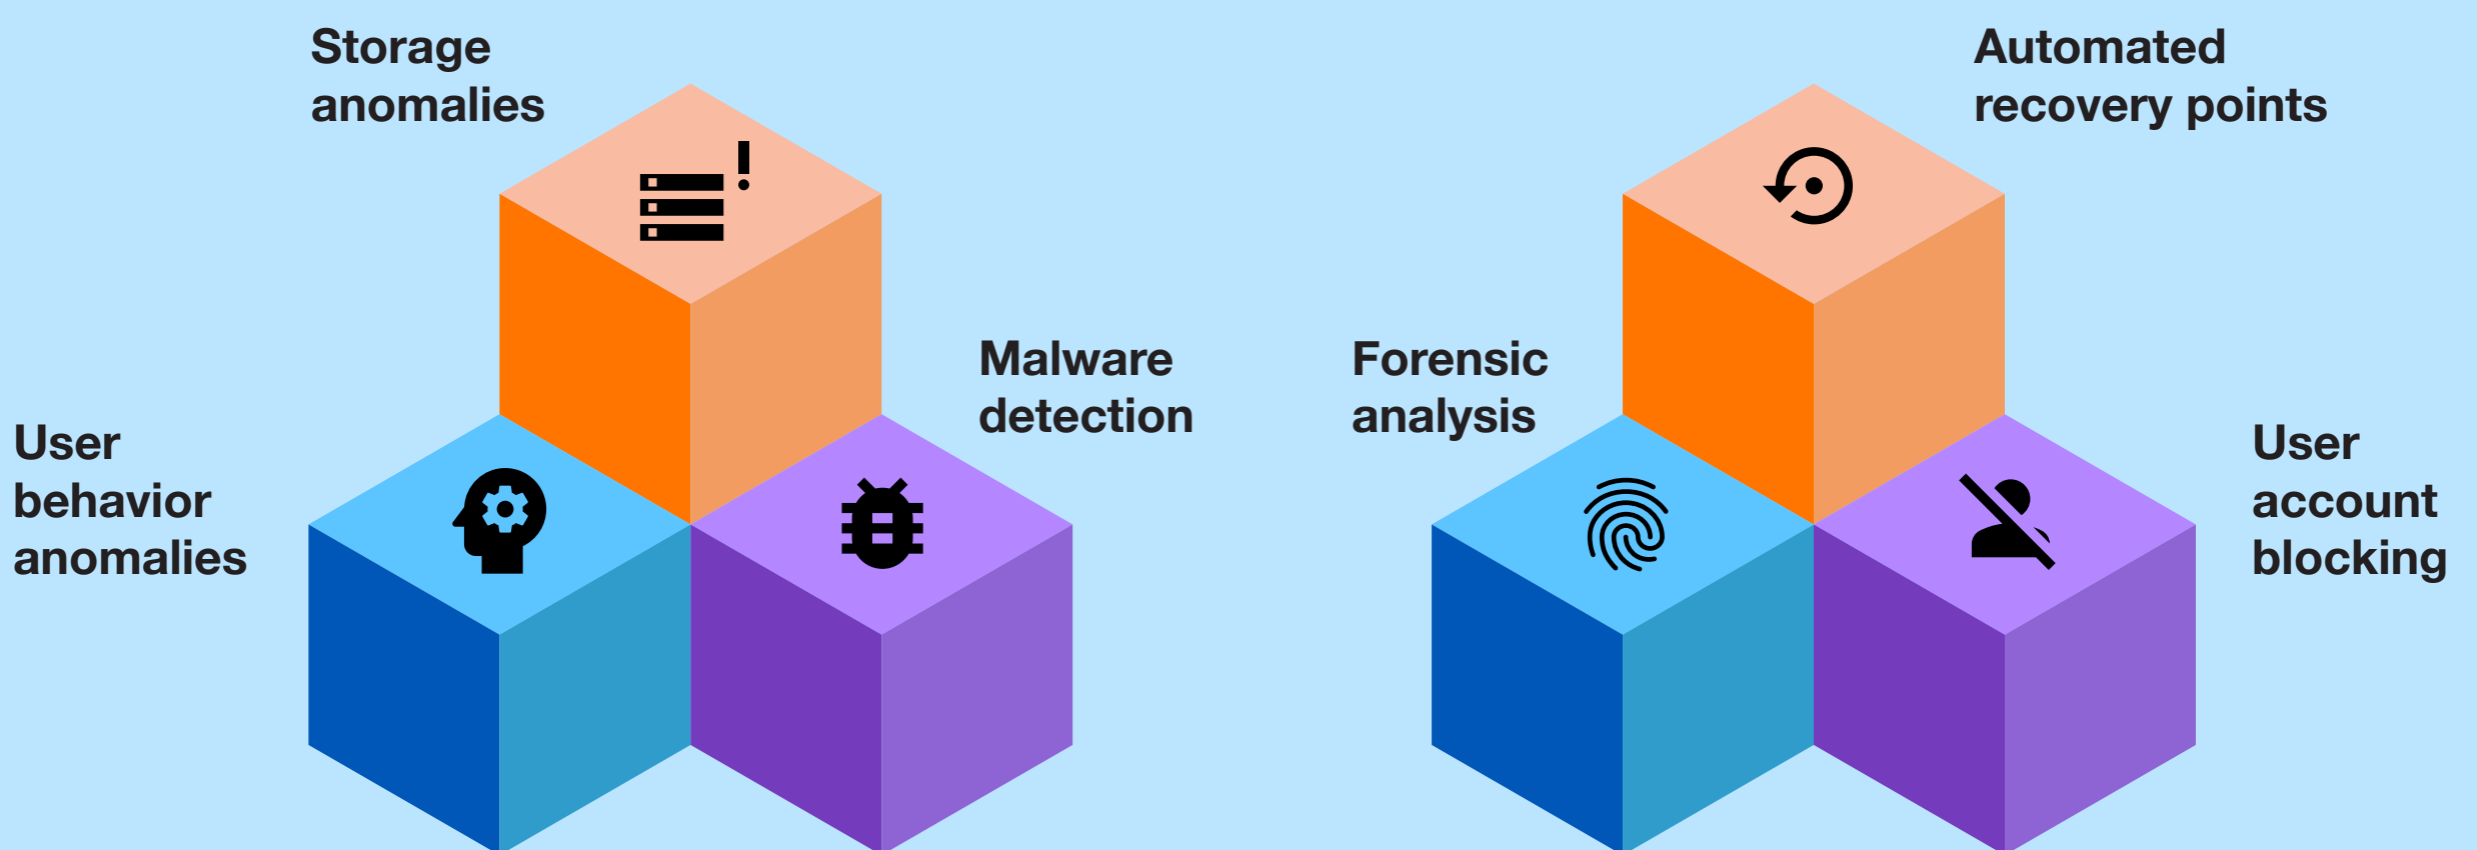 Storage
anomalies
User
behavior
anomalies
Malware
detection
Automated
recovery points
Forensic
analysis
User
account
blocking